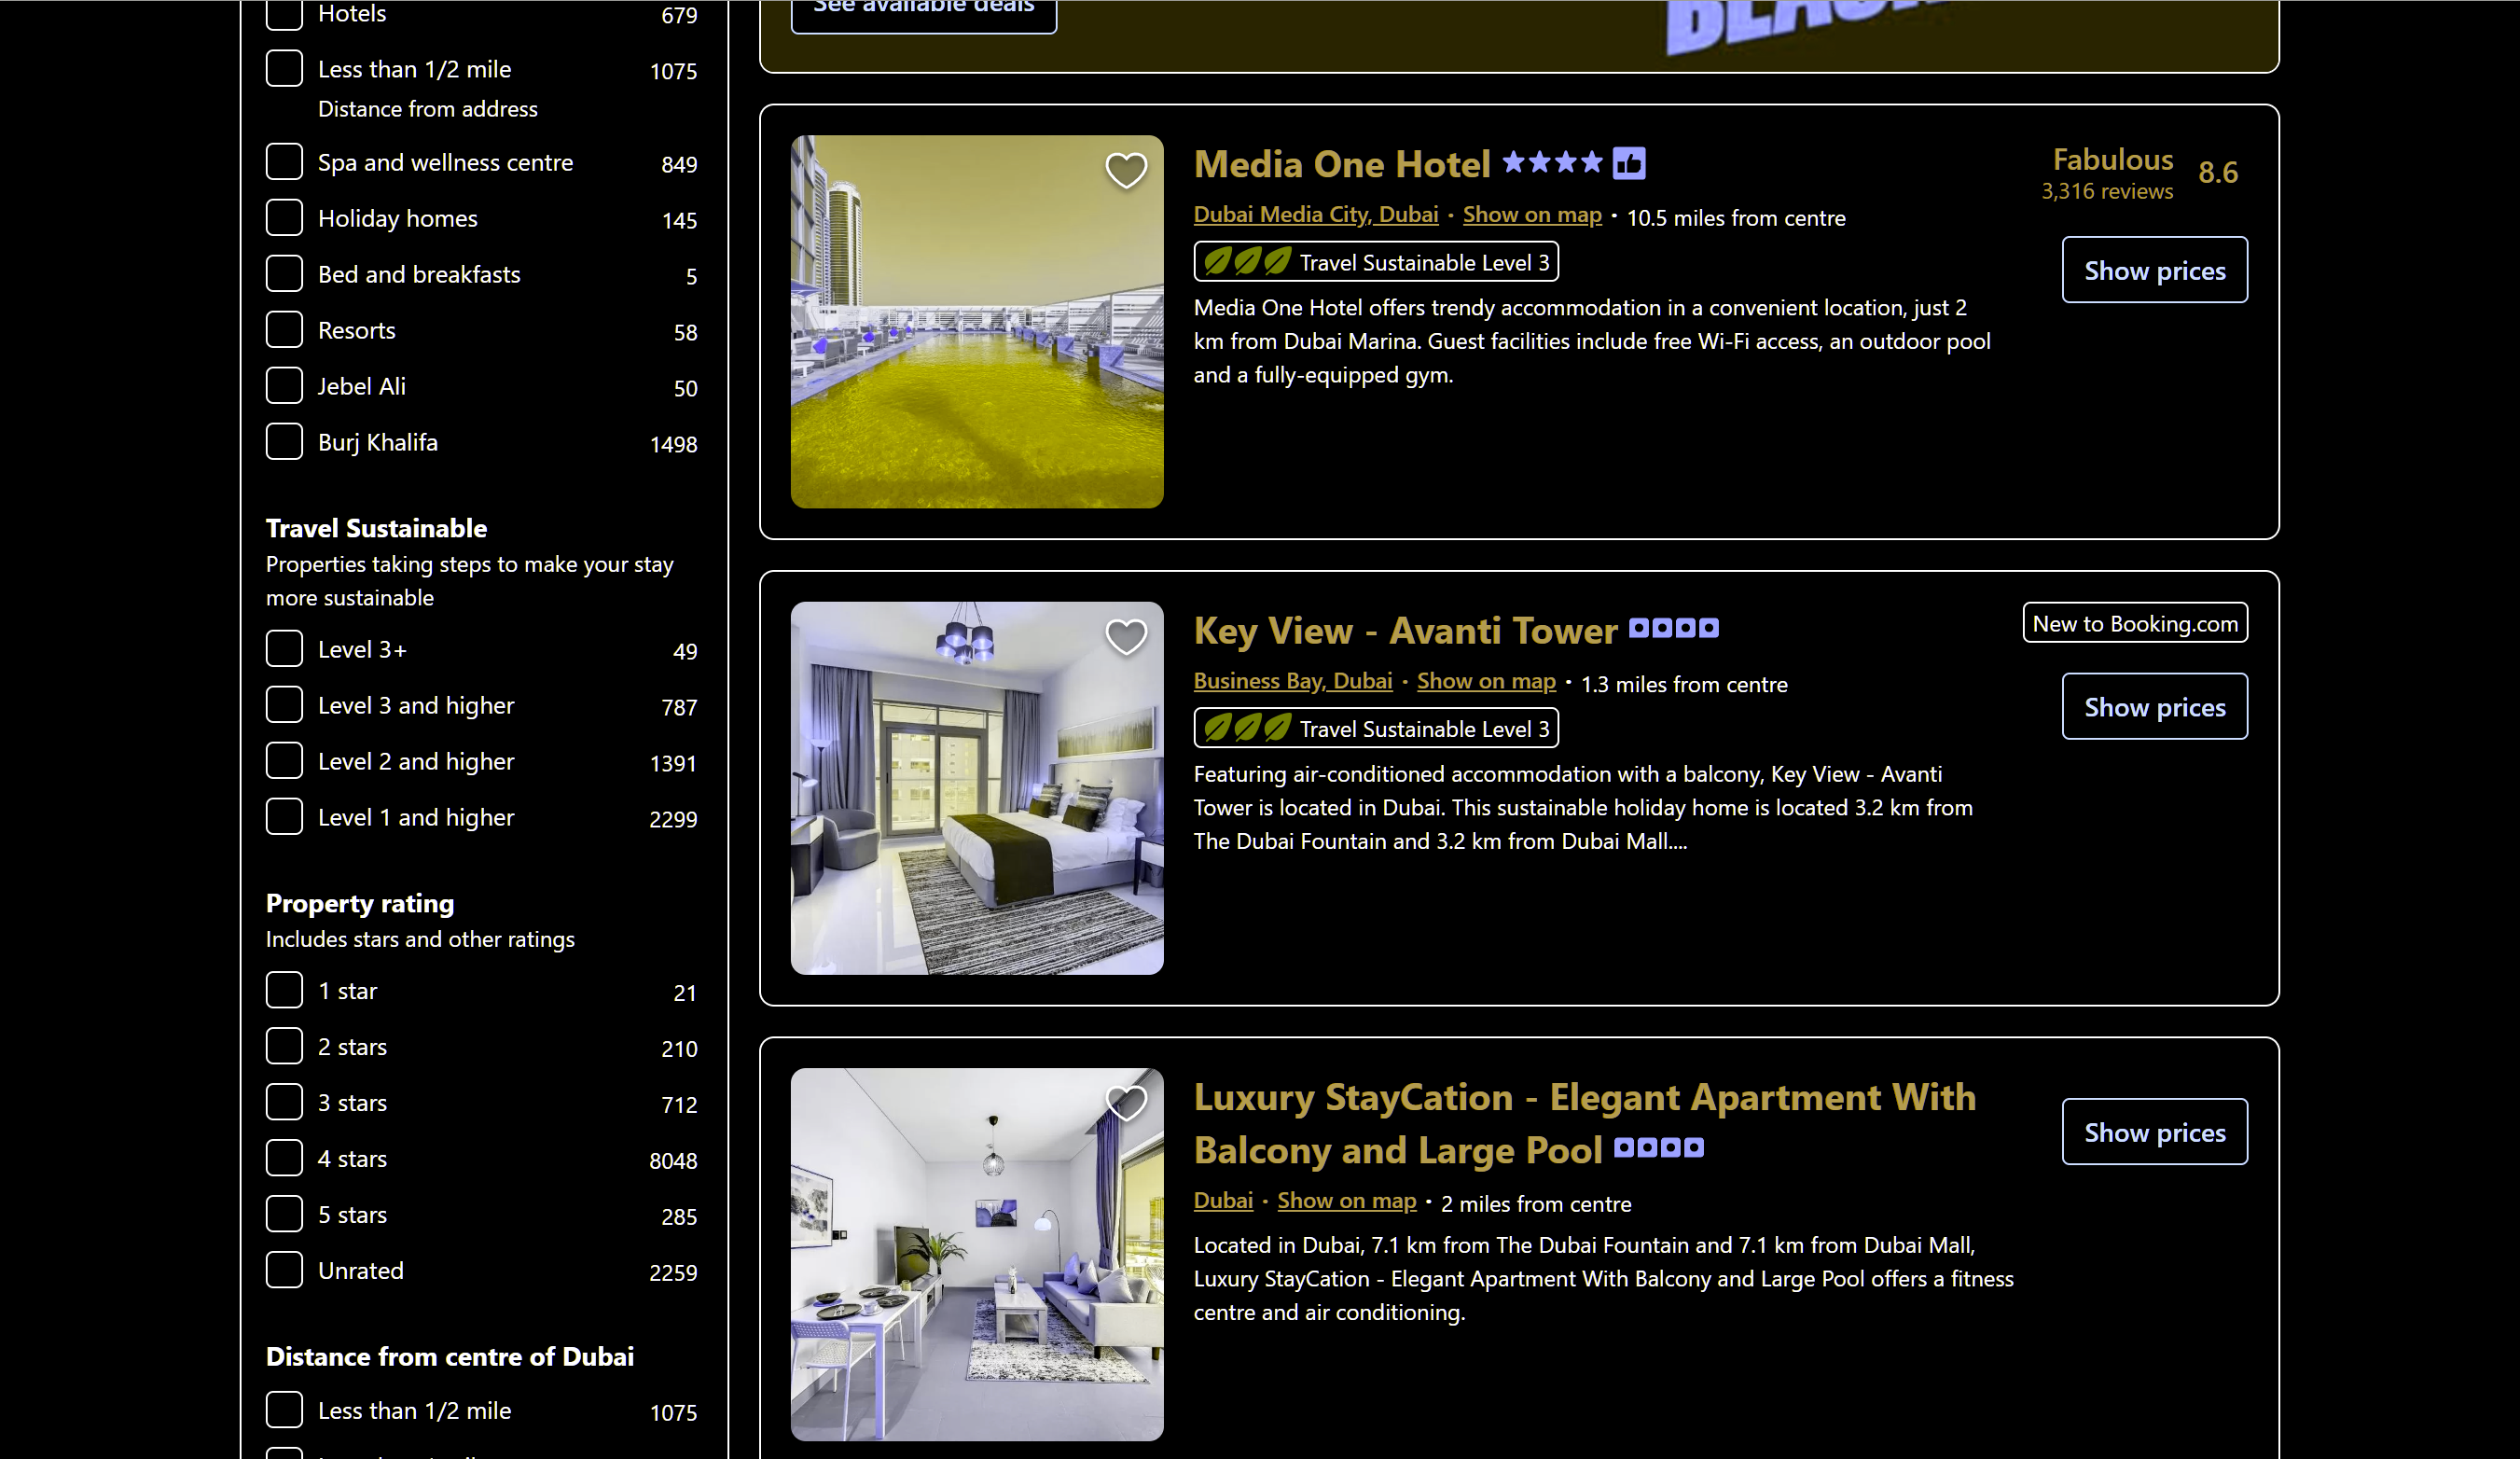 Hotels 679
Less than 1/2 mile 1075
Distance from address
Spa and wellness centre 849
Holiday homes 145
Bed and breakfasts 5
Resorts 58
Jebel Ali 50
Burj Khalifa 1498
Travel Sustainable
Properties taking steps to make your stay
more sustainable
Level 3+ 49
Level 3 and higher 787
Level 2 and higher 1391
Level 1 and higher 2299
Property rating
Includes stars and other ratings
1 star 21
2 stars 210
3 stars 712
4 stars 8048
5 stars 285
Unrated 2259
Distance from centre of Dubai
Less than 1/2 mile 1075
See available deals
Media One Hotel
Fabulous 8.6
3,316 reviews
Dubai Media City, Dubai · Show on map · 10.5 miles from centre
Travel Sustainable Level 3
Show prices
Media One Hotel offers trendy accommodation in a convenient location, just 2
km from Dubai Marina. Guest facilities include free Wi-Fi access, an outdoor pool
and a fully-equipped gym.
Key View - Avanti Tower
New to Booking.com
Business Bay, Dubai · Show on map · 1.3 miles from centre
Travel Sustainable Level 3
Show prices
Featuring air-conditioned accommodation with a balcony, Key View - Avanti
Tower is located in Dubai. This sustainable holiday home is located 3.2 km from
The Dubai Fountain and 3.2 km from Dubai Mall....
Luxury StayCation - Elegant Apartment With
Balcony and Large Pool
Show prices
Dubai · Show on map · 2 miles from centre
Located in Dubai, 7.1 km from The Dubai Fountain and 7.1 km from Dubai Mall,
Luxury StayCation - Elegant Apartment With Balcony and Large Pool offers a fitness
centre and air conditioning.